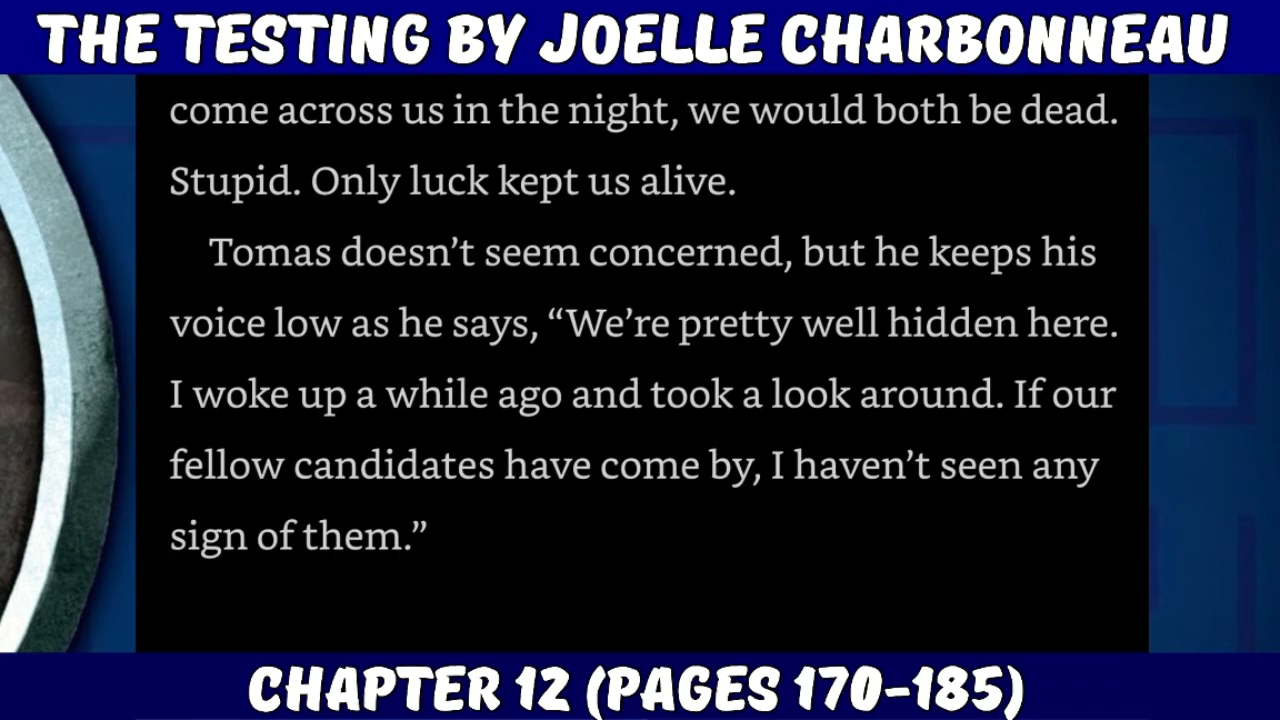 THE TESTING BY JOELLE CHARBONNEAU
come across us in the night, we would both be dead.
Stupid. Only luck kept us alive.
Tomas doesn’t seem concerned, but he keeps his
voice low as he says, “We’re pretty well hidden here.
I woke up a while ago and took a look around. If our
fellow candidates have come by, I haven’t seen any
sign of them.”
CHAPTER 12 (PAGES 170-185)